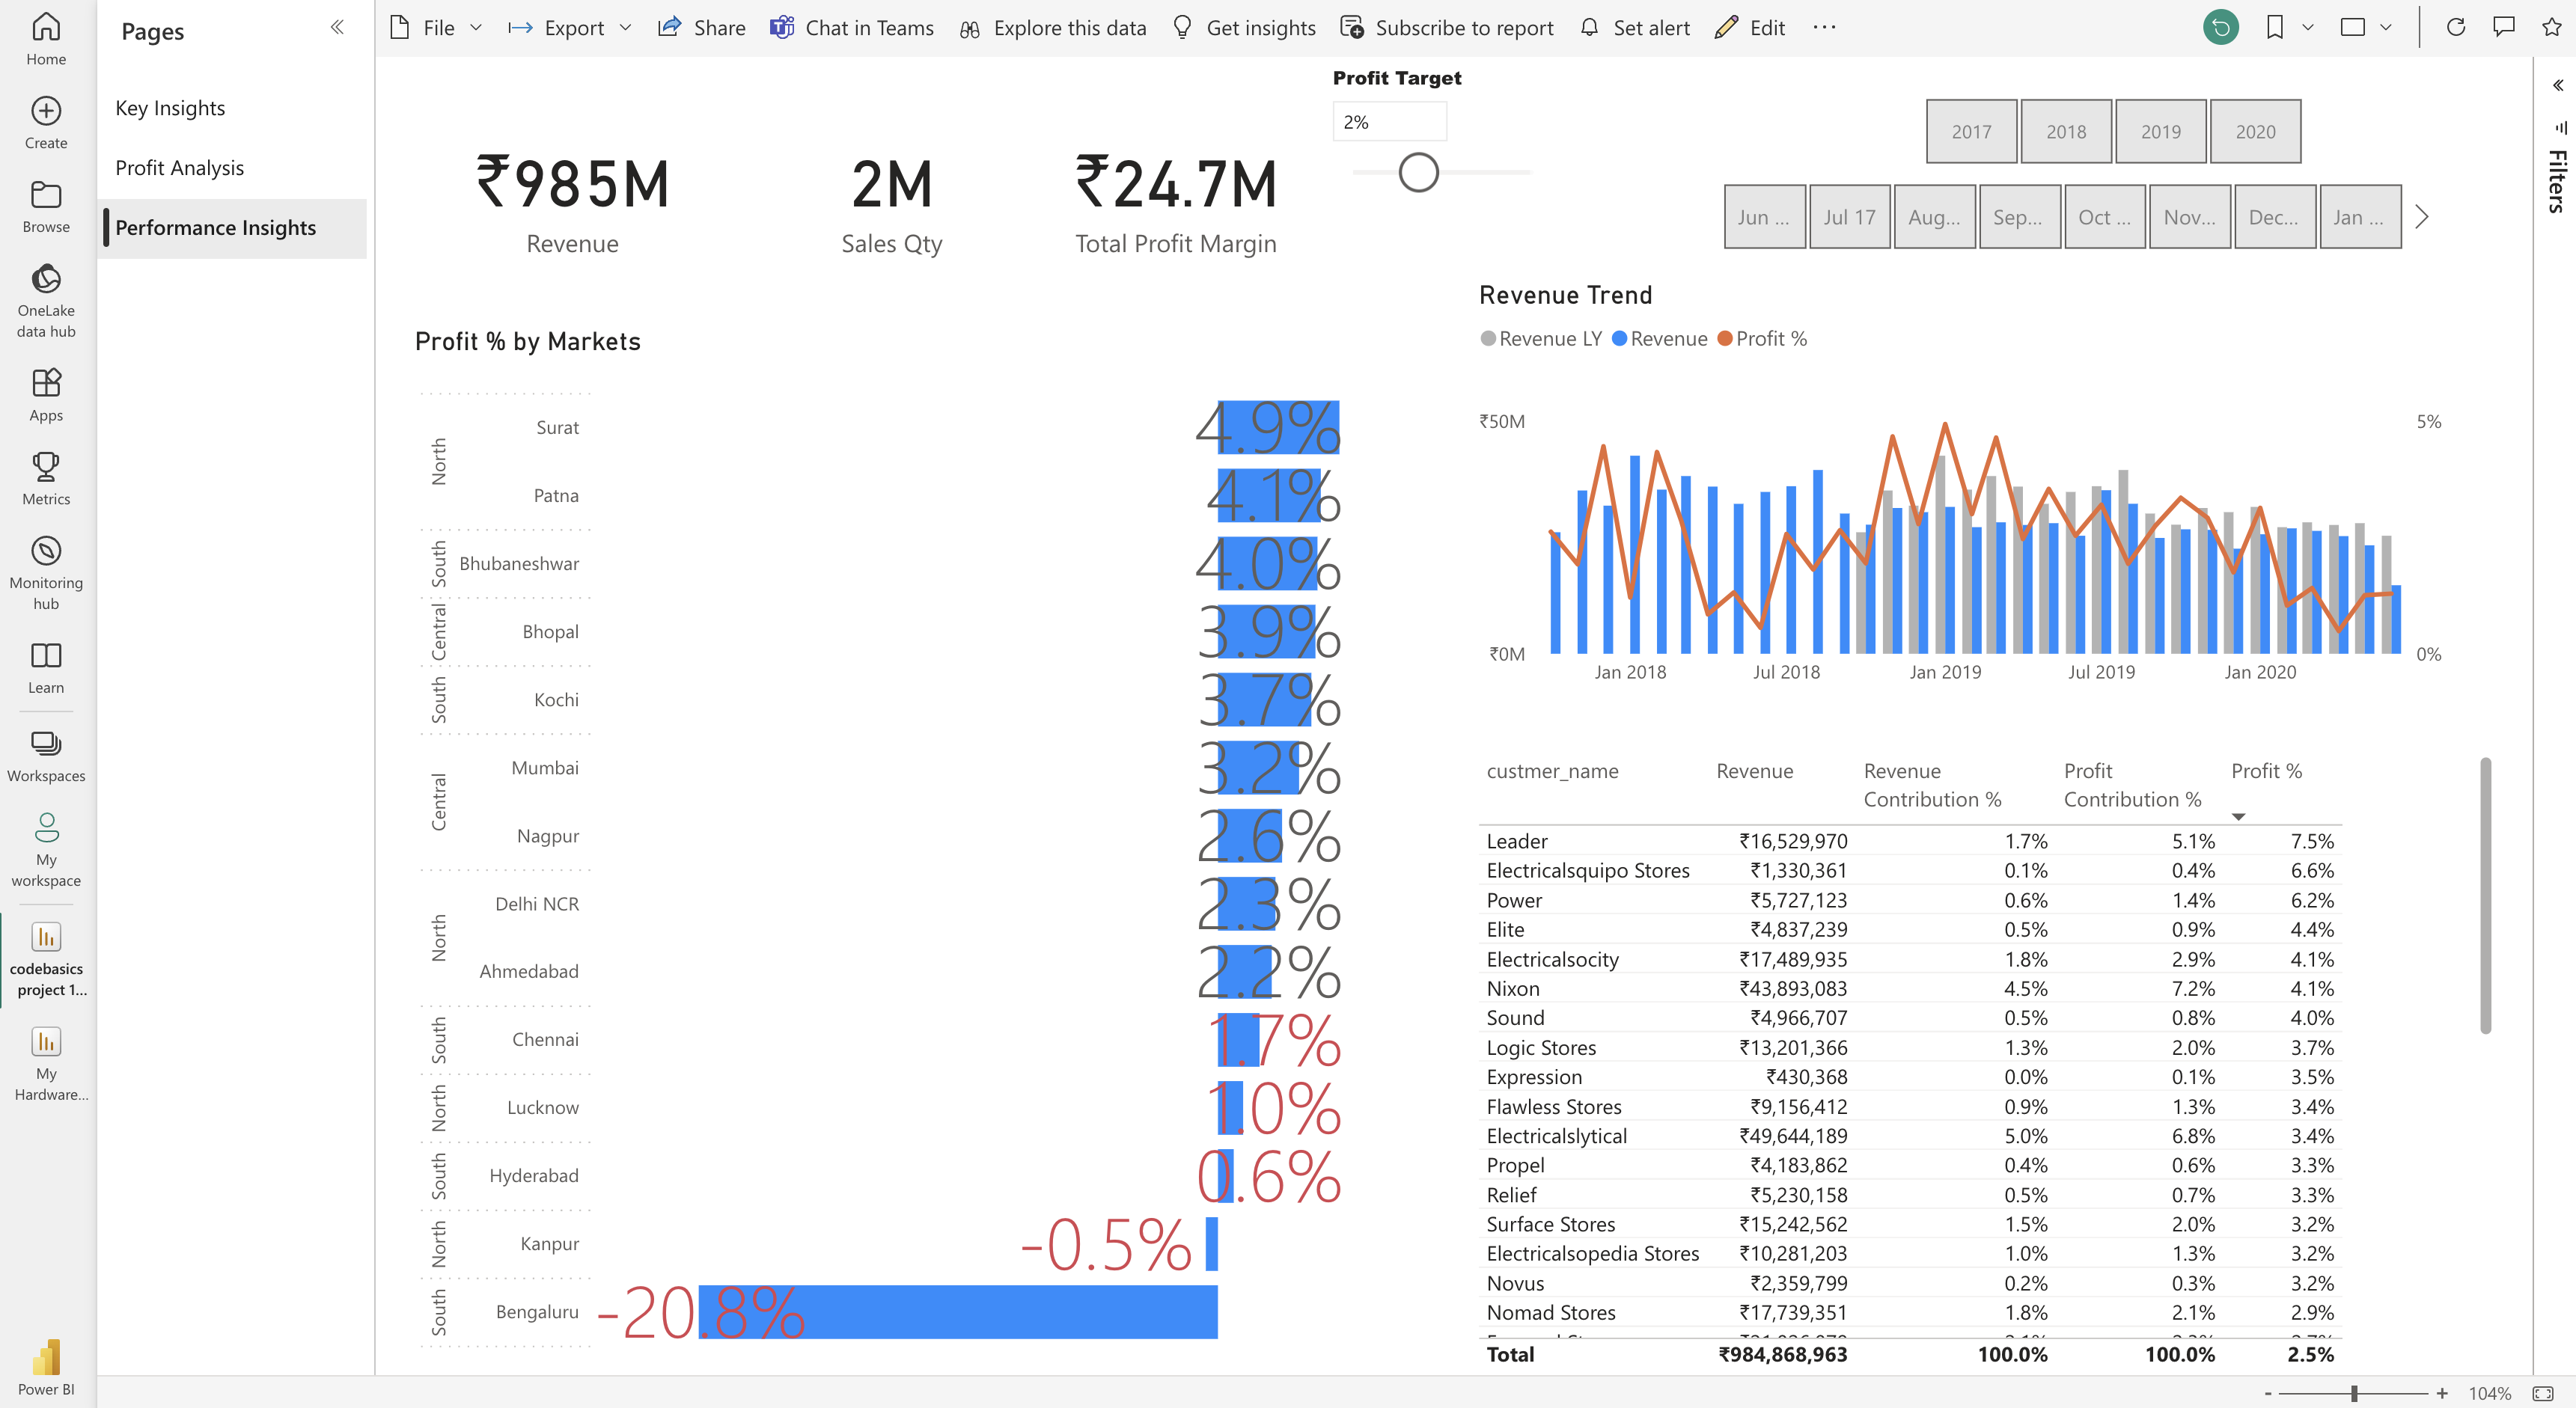 Home
Create
Browse
OneLake
data hub
Apps
Metrics
Monitoring
hub
Learn
Workspaces
My
workspace
codebasics
project 1...
My
Hardware...
Power BI
Pages
Key Insights
Profit Analysis
Performance Insights
File Export Share Chat in Teams Explore this data Get insights Subscribe to report Set alert Edit ...
Filters
Profit Target
2%
₹985M
Revenue
2M
Sales Qty
₹24.7M
Total Profit Margin
2017 2018 2019 2020
Jun ... Jul 17 Aug... Sep... Oct ... Nov... Dec... Jan ...
Profit % by Markets
North
Surat 4.9%
Patna 4.1%
South
Bhubaneshwar 4.0%
Central
Bhopal 3.9%
South
Kochi 3.7%
Central
Mumbai 3.2%
Nagpur 2.6%
North
Delhi NCR 2.3%
Ahmedabad 2.2%
South
Chennai 1.7%
North
Lucknow 1.0%
South
Hyderabad 0.6%
North
Kanpur -0.5%
South
Bengaluru -20.8%
Revenue Trend
Revenue LY Revenue Profit %
₹50M 5%
₹0M 0%
Jan 2018 Jul 2018 Jan 2019 Jul 2019 Jan 2020
custmer_name Revenue Revenue Profit Profit %
Contribution % Contribution %
Leader ₹16,529,970 1.7% 5.1% 7.5%
Electricalsquipo Stores ₹1,330,361 0.1% 0.4% 6.6%
Power ₹5,727,123 0.6% 1.4% 6.2%
Elite ₹4,837,239 0.5% 0.9% 4.4%
Electricalsocity ₹17,489,935 1.8% 2.9% 4.1%
Nixon ₹43,893,083 4.5% 7.2% 4.1%
Sound ₹4,966,707 0.5% 0.8% 4.0%
Logic Stores ₹13,201,366 1.3% 2.0% 3.7%
Expression ₹430,368 0.0% 0.1% 3.5%
Flawless Stores ₹9,156,412 0.9% 1.3% 3.4%
Electricalslytical ₹49,644,189 5.0% 6.8% 3.4%
Propel ₹4,183,862 0.4% 0.6% 3.3%
Relief ₹5,230,158 0.5% 0.7% 3.3%
Surface Stores ₹15,242,562 1.5% 2.0% 3.2%
Electricalsopedia Stores ₹10,281,203 1.0% 1.3% 3.2%
Novus ₹2,359,799 0.2% 0.3% 3.2%
Nomad Stores ₹17,739,351 1.8% 2.1% 2.9%
Total ₹984,868,963 100.0% 100.0% 2.5%
- + 104%